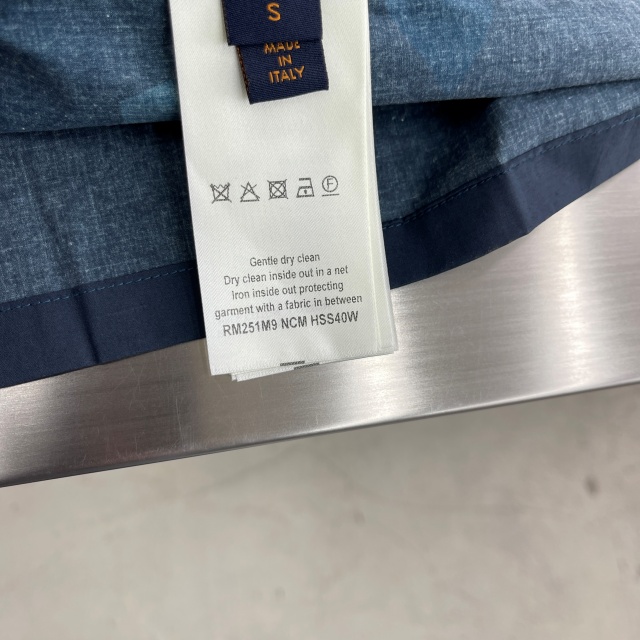 S
MADE
IN
ITALY
F
Gentle dry clean
Dry clean inside out in a net
Iron inside out protecting
garment with a fabric in between
RM251M9 NCM HSS40W